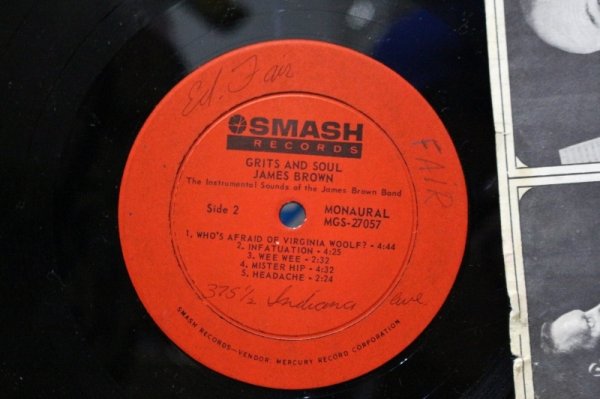 Ed. Fair
SMASH
RECORDS
FAIR
GRITS AND SOUL
JAMES BROWN
The Instrumental Sounds of the James Brown Band
Side 2
MONAURAL
MGS-27057
1. WHO'S AFRAID OF VIRGINIA WOOLF? - 4:44
2. INFATUATION - 4:25
3. WEE WEE - 2:32
4. MISTER HIP - 4:32
5. HEADACHE - 2:24
375 1/2 Indiana ave
SMASH RECORDS—VENDOR: MERCURY RECORD CORPORATION